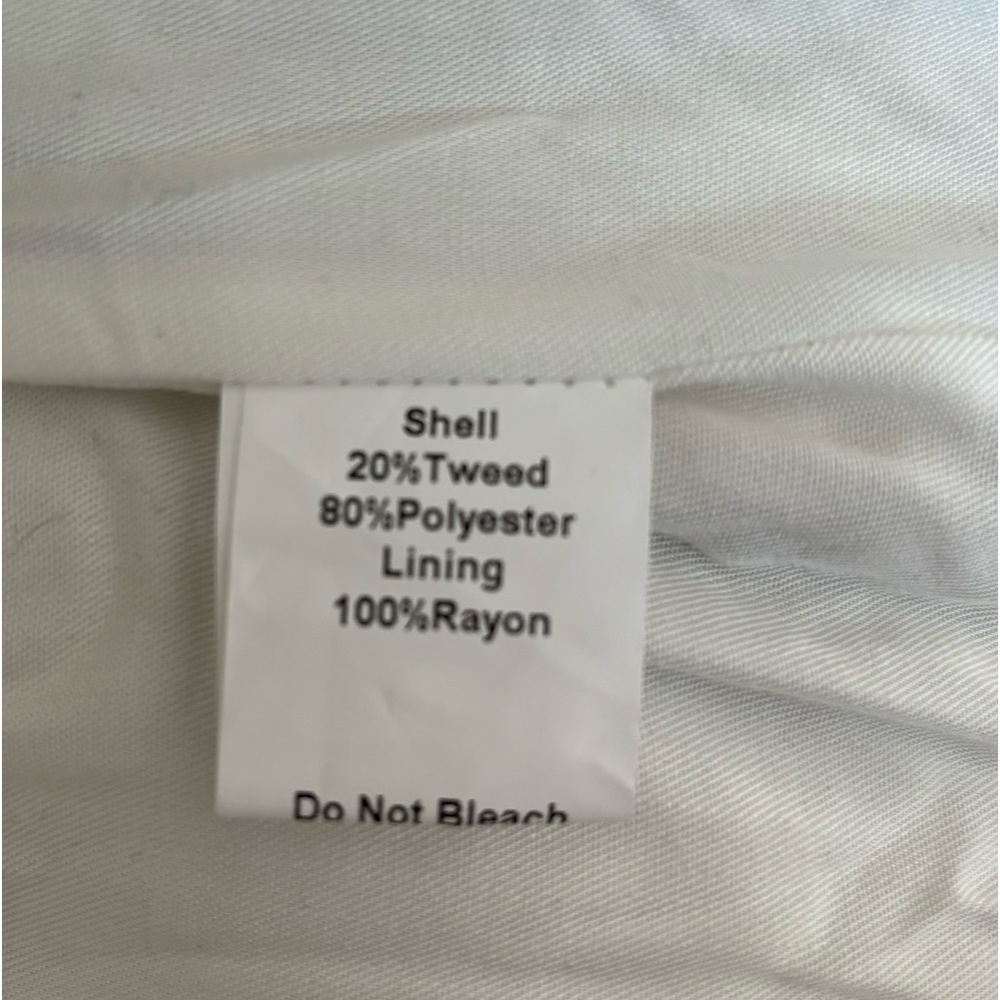 Shell
20%Tweed
80%Polyester
Lining
100%Rayon
Do Not Bleach